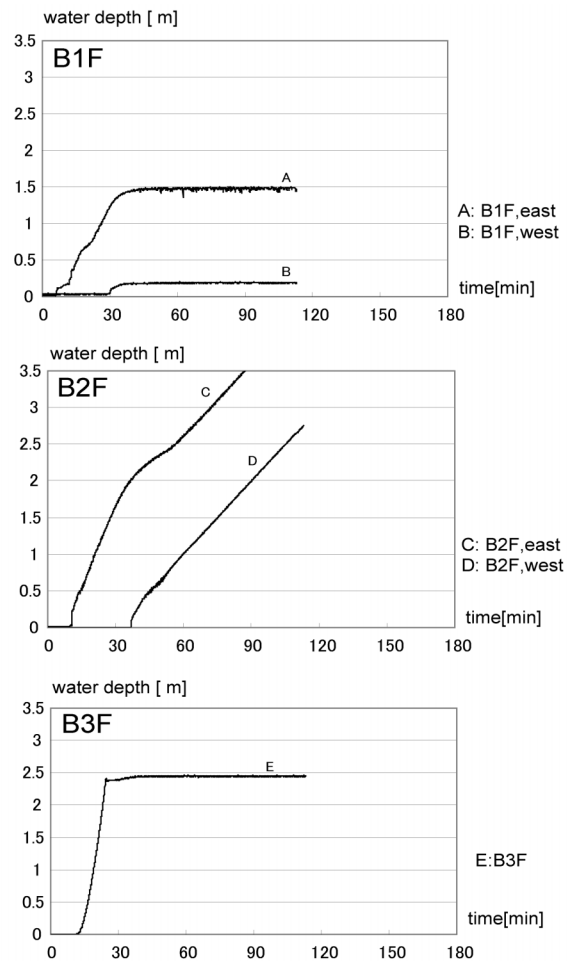 water depth [ m]
3.5
B1F
3
2.5
2
1.5
A
1
A: B1F,east
B: B1F,west
0.5
B
time[min]
0
0 30 60 90 120 150 180
water depth [ m]
3.5
B2F
C
3
2.5
D
2
1.5
1
C: B2F,east
D: B2F,west
0.5
time[min]
0
0 30 60 90 120 150 180
water depth [ m]
3.5
B3F
3
2.5
E
2
1.5
1
E:B3F
0.5
time[min]
0
0 30 60 90 120 150 180